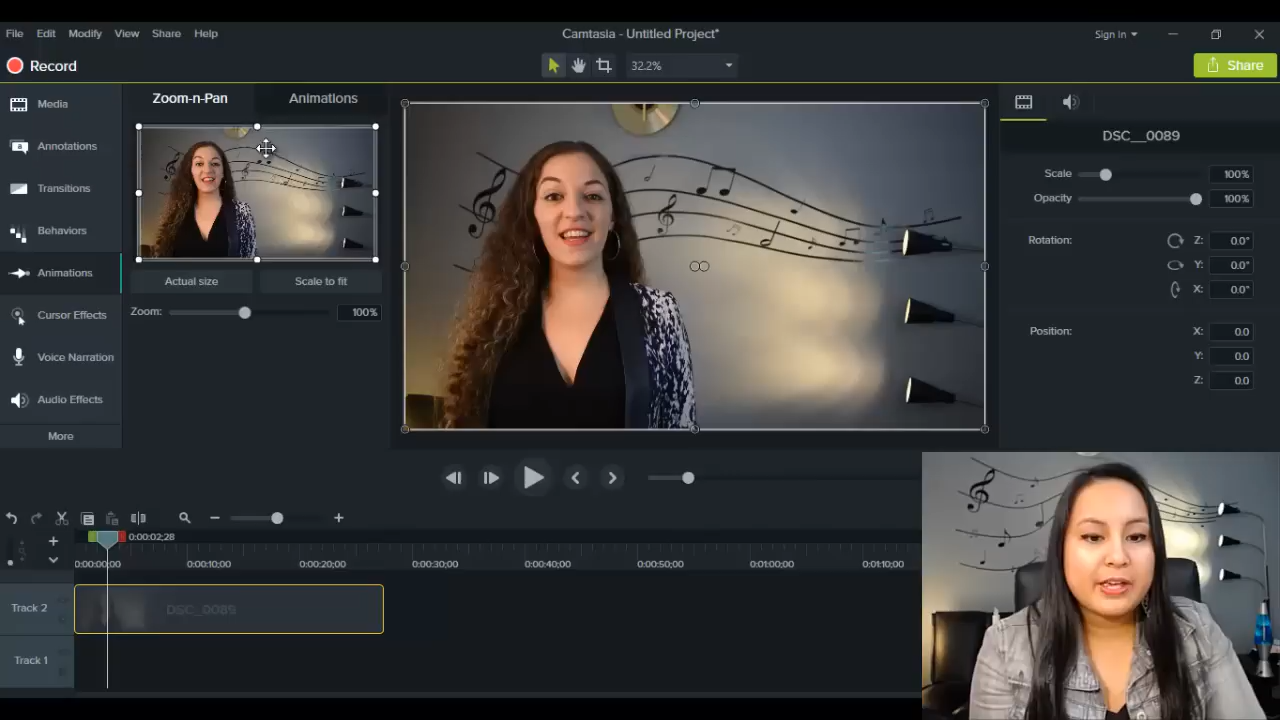 File Edit Modify View Share Help
Camtasia - Untitled Project*
Sign in
Record
32.2%
Share
Media
Annotations
Transitions
Behaviors
Animations
Cursor Effects
Voice Narration
Audio Effects
More
Zoom-n-Pan Animations
Actual size Scale to fit
Zoom: 100%
DSC__0089
Scale 100%
Opacity 100%
Rotation: Z: 0.0°
Y: 0.0°
X: 0.0°
Position: X: 0.0
Y: 0.0
Z: 0.0
0:00:02;28
0:00:00;00 0:00:10;00 0:00:20;00 0:00:30;00 0:00:40;00 0:00:50;00 0:01:00;00 0:01:10;00
Track 2
DSC_0089
Track 1